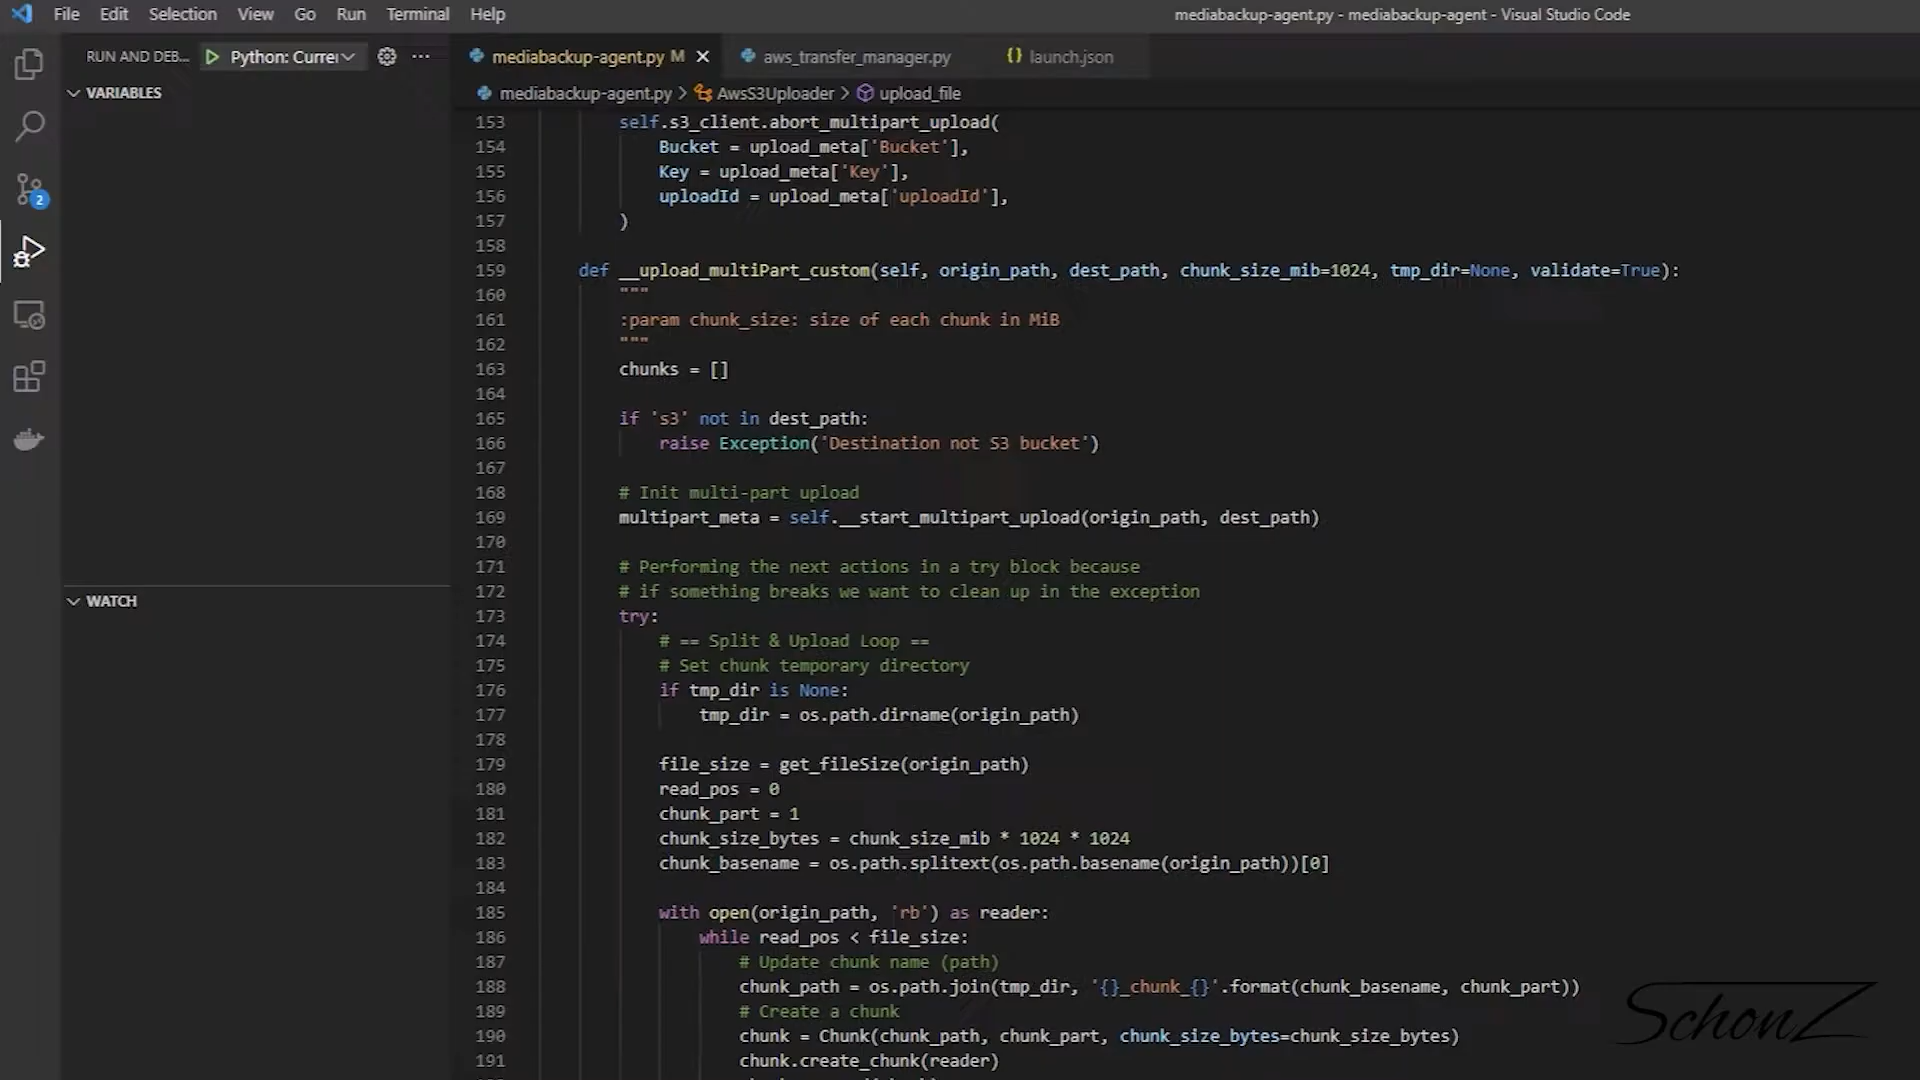 File Edit Selection View Go Run Terminal Help
mediabackup-agent.py - mediabackup-agent - Visual Studio Code
RUN AND DEB... Python: Currei
mediabackup-agent.py M aws_transfer_manager.py launch.json
VARIABLES
mediabackup-agent.py > AwsS3Uploader > upload_file
153 self.s3_client.abort_multipart_upload(
154 Bucket = upload_meta['Bucket'],
155 Key = upload_meta['Key'],
156 uploadId = upload_meta['uploadId'],
157 )
158
159 def __upload_multiPart_custom(self, origin_path, dest_path, chunk_size_mib=1024, tmp_dir=None, validate=True):
160 """
161 :param chunk_size: size of each chunk in MiB
162 """
163 chunks = []
164
165 if 's3' not in dest_path:
166 raise Exception('Destination not S3 bucket')
167
168 # Init multi-part upload
169 multipart_meta = self.__start_multipart_upload(origin_path, dest_path)
170
171 # Performing the next actions in a try block because
172 # if something breaks we want to clean up in the exception
173 try:
174 # == Split & Upload Loop ==
175 # Set chunk temporary directory
176 if tmp_dir is None:
177 tmp_dir = os.path.dirname(origin_path)
178
179 file_size = get_fileSize(origin_path)
180 read_pos = 0
181 chunk_part = 1
182 chunk_size_bytes = chunk_size_mib * 1024 * 1024
183 chunk_basename = os.path.splitext(os.path.basename(origin_path))[0]
184
185 with open(origin_path, 'rb') as reader:
186 while read_pos < file_size:
187 # Update chunk name (path)
188 chunk_path = os.path.join(tmp_dir, '{}_chunk_{}'.format(chunk_basename, chunk_part))
189 # Create a chunk
190 chunk = Chunk(chunk_path, chunk_part, chunk_size_bytes=chunk_size_bytes)
191 chunk.create_chunk(reader)
2
WATCH
SchonZ